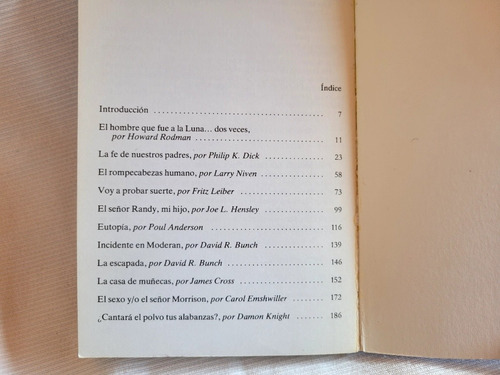 Índice
Introducción . . . . . . . . . . . . . . . . . . . . . . . . 7
El hombre que fue a la Luna... dos veces,
por Howard Rodman . . . . . . . . . . . . . . . . 11
La fe de nuestros padres, por Philip K. Dick . . . . . . . . 23
El rompecabezas humano, por Larry Niven . . . . . . . . 58
Voy a probar suerte, por Fritz Leiber . . . . . . . . . . . . 73
El señor Randy, mi hijo, por Joe L. Hensley . . . . . . . . 99
Eutopía, por Poul Anderson . . . . . . . . . . . . . . . . 116
Incidente en Moderan, por David R. Bunch . . . . . . . . 139
La escapada, por David R. Bunch . . . . . . . . . . . . . . 146
La casa de muñecas, por James Cross . . . . . . . . . . . . 152
El sexo y/o el señor Morrison, por Carol Emshwiller . . . . 172
„Cantará el polvo tus alabanzas?, por Damon Knight . . . . 186